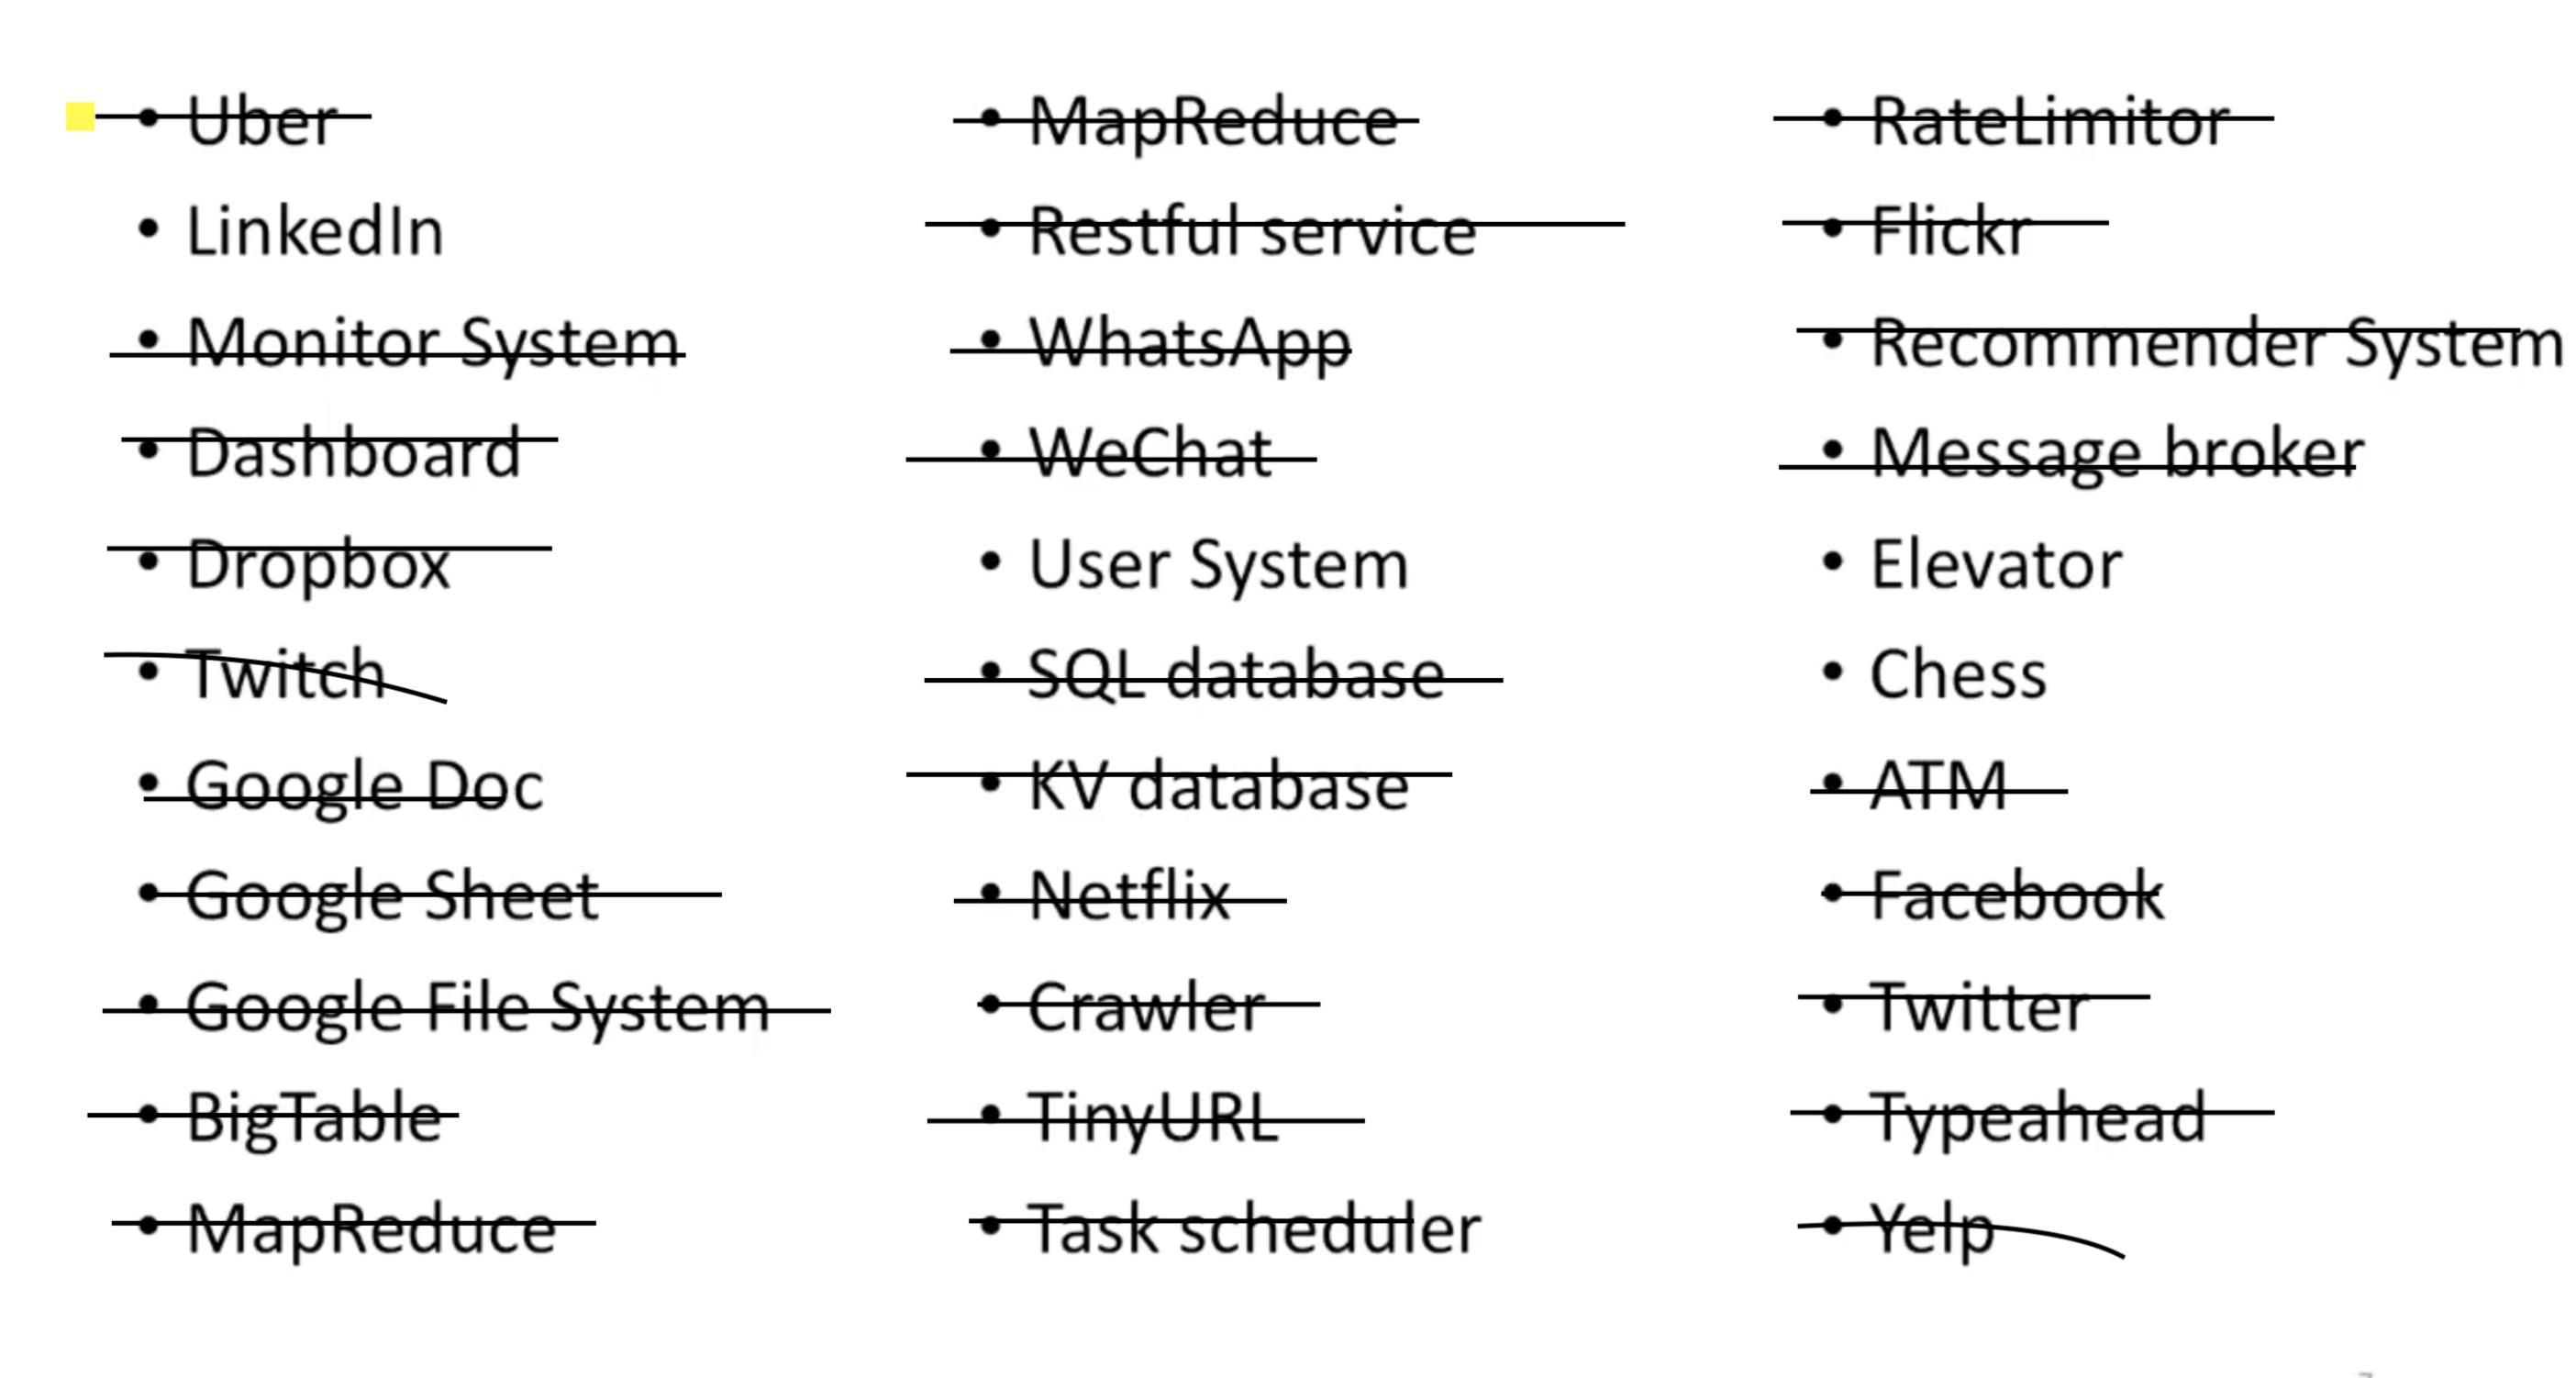 • Uber
• LinkedIn
• Monitor System
• Dashboard
• Dropbox
• Twitch
• Google Doc
• Google Sheet
• Google File System
• BigTable
• MapReduce
• MapReduce
• Restful service
• WhatsApp
• WeChat
• User System
• SQL database
• KV database
• Netflix
• Crawler
• TinyURL
• Task scheduler
• RateLimitor
• Flickr
• Recommender System
• Message broker
• Elevator
• Chess
• ATM
• Facebook
• Twitter
• Typeahead
• Yelp